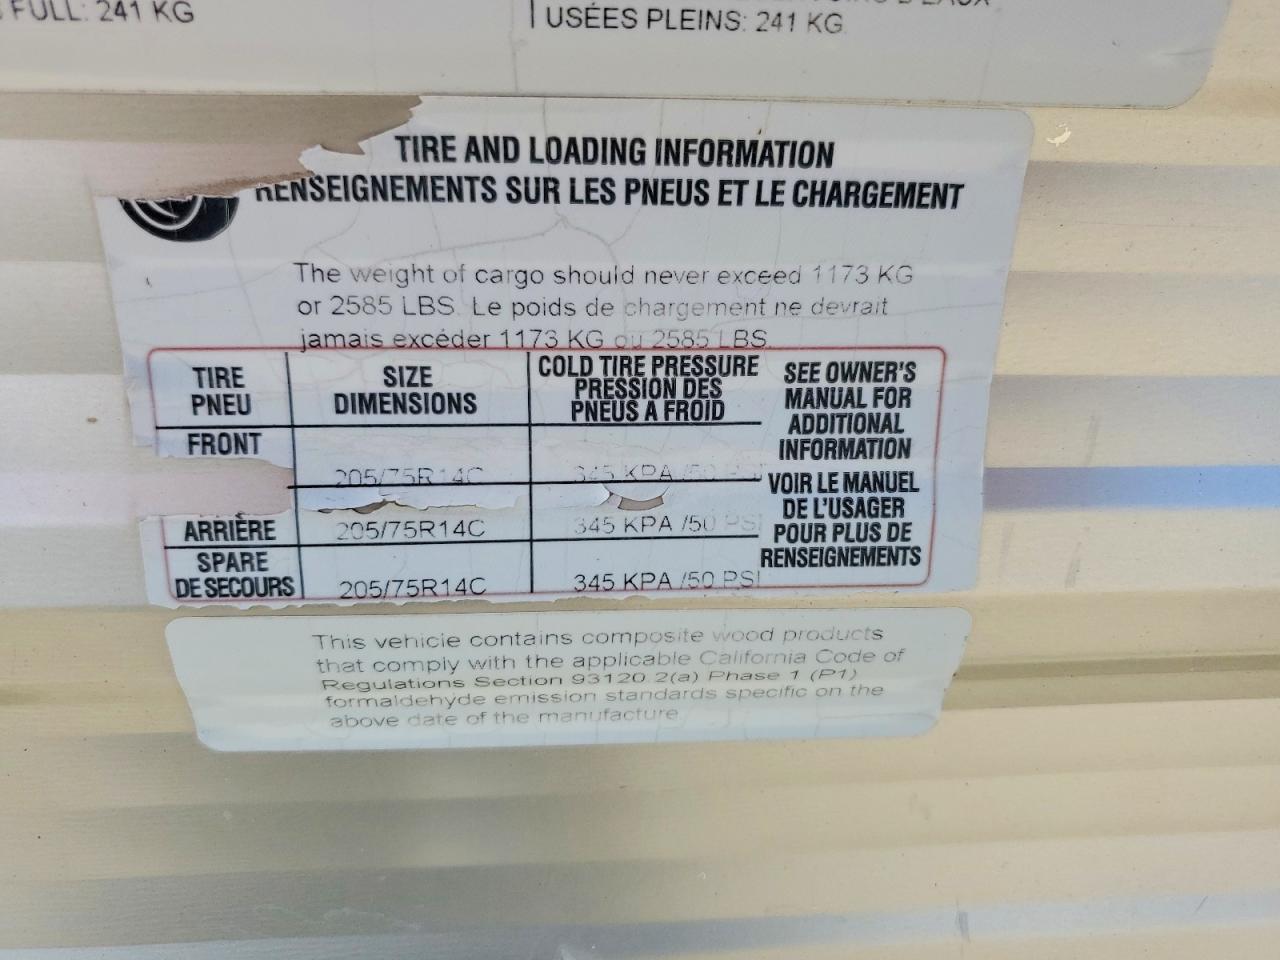 FULL: 241 KG
USÉES PLEINS: 241 KG
TIRE AND LOADING INFORMATION
RENSEIGNEMENTS SUR LES PNEUS ET LE CHARGEMENT
The weight of cargo should never exceed 1173 KG
or 2585 LBS. Le poids de chargement ne devrait
jamais excéder 1173 KG ou 2585 LBS.
TIRE
PNEU
SIZE
DIMENSIONS
COLD TIRE PRESSURE
PRESSION DES
PNEUS A FROID
SEE OWNER'S
MANUAL FOR
ADDITIONAL
INFORMATION
VOIR LE MANUEL
DE L'USAGER
POUR PLUS DE
RENSEIGNEMENTS
FRONT
205/75R14C
345 KPA /50 PSI
ARRIÈRE
205/75R14C
345 KPA /50 PSI
SPARE
DE SECOURS
205/75R14C
345 KPA /50 PSI
This vehicle contains composite wood products
that comply with the applicable California Code of
Regulations Section 93120.2(a) Phase 1 (P1)
formaldehyde emission standards specific on the
above date of the manufacture.